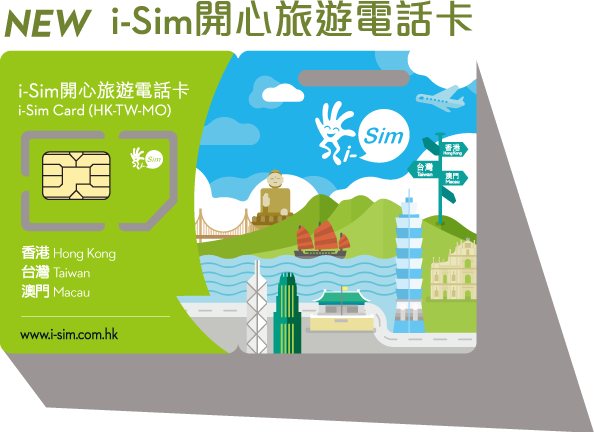 NEW i-Sim開心旅遊電話卡
i-Sim開心旅遊電話卡
i-Sim Card (HK-TW-MO)
Sim
香港 Hong Kong
台灣 Taiwan
澳門 Macau
www.i-sim.com.hk
i-Sim
香港
Hong Kong
台灣
Taiwan
澳門
Macau